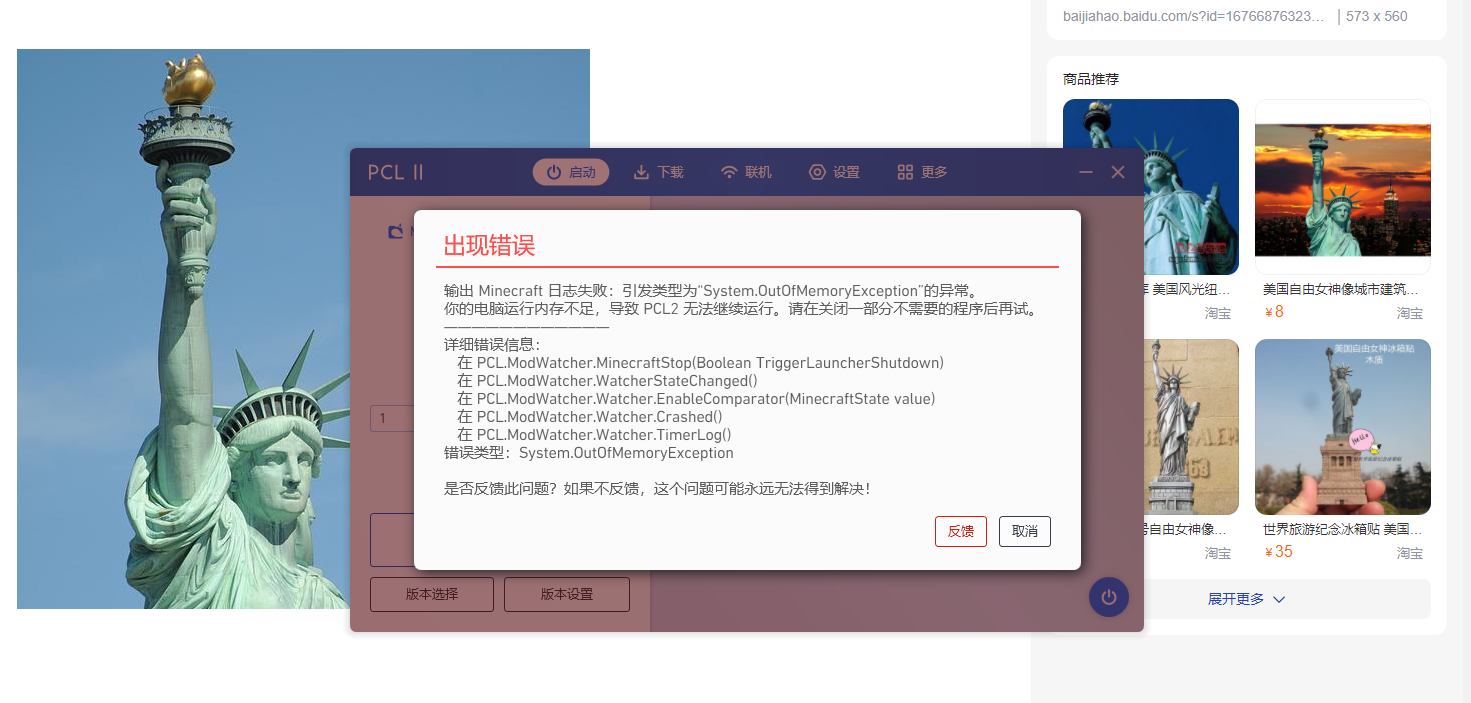 baijiahao.baidu.com/s?id=16766876323... | 573 x 560
商品推荐
PCL II
启动
下载
联机
设置
更多
出现错误
输出 Minecraft 日志失败：引发类型为“System.OutOfMemoryException”的异常。
你的电脑运行内存不足，导致 PCL2 无法继续运行。请在关闭一部分不需要的程序后再试。
————————————
详细错误信息：
在 PCL.ModWatcher.MinecraftStop(Boolean TriggerLauncherShutdown)
在 PCL.ModWatcher.WatcherStateChanged()
在 PCL.ModWatcher.Watcher.EnableComparator(MinecraftState value)
在 PCL.ModWatcher.Watcher.Crashed()
在 PCL.ModWatcher.Watcher.TimerLog()
错误类型：System.OutOfMemoryException
是否反馈此问题？如果不反馈，这个问题可能永远无法得到解决！
反馈
取消
1
版本选择
版本设置
美国风光纽...
淘宝
美国自由女神像城市建筑...
¥8
淘宝
美国自由女神冰箱贴
木质
Hello
自由女神像...
淘宝
世界旅游纪念冰箱贴 美国...
¥35
淘宝
展开更多